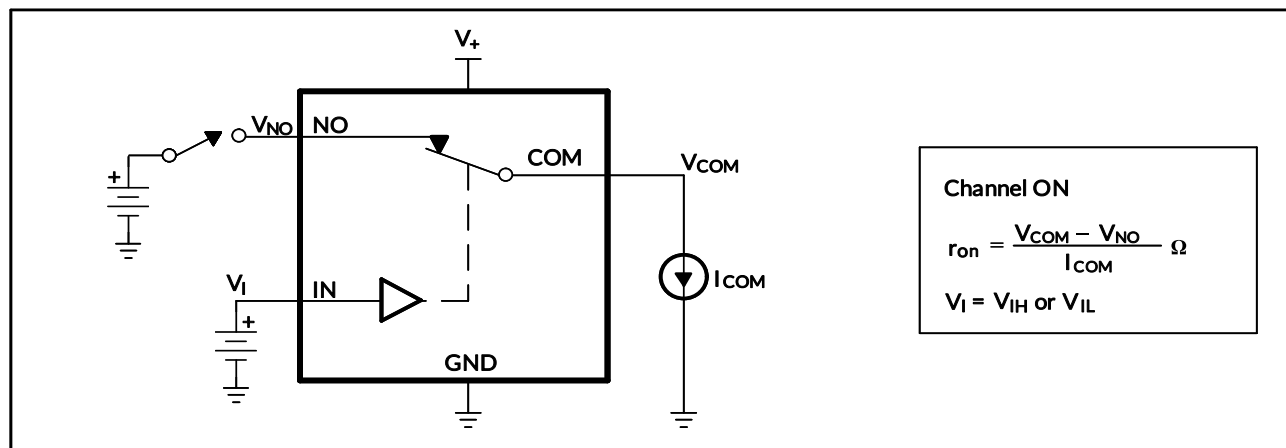 V+
VNO
NO
COM
VCOM
+
VI
IN
+
ICOM
GND
Channel ON
ron = VCOM – VNO / ICOM Ω
VI = VIH or VIL